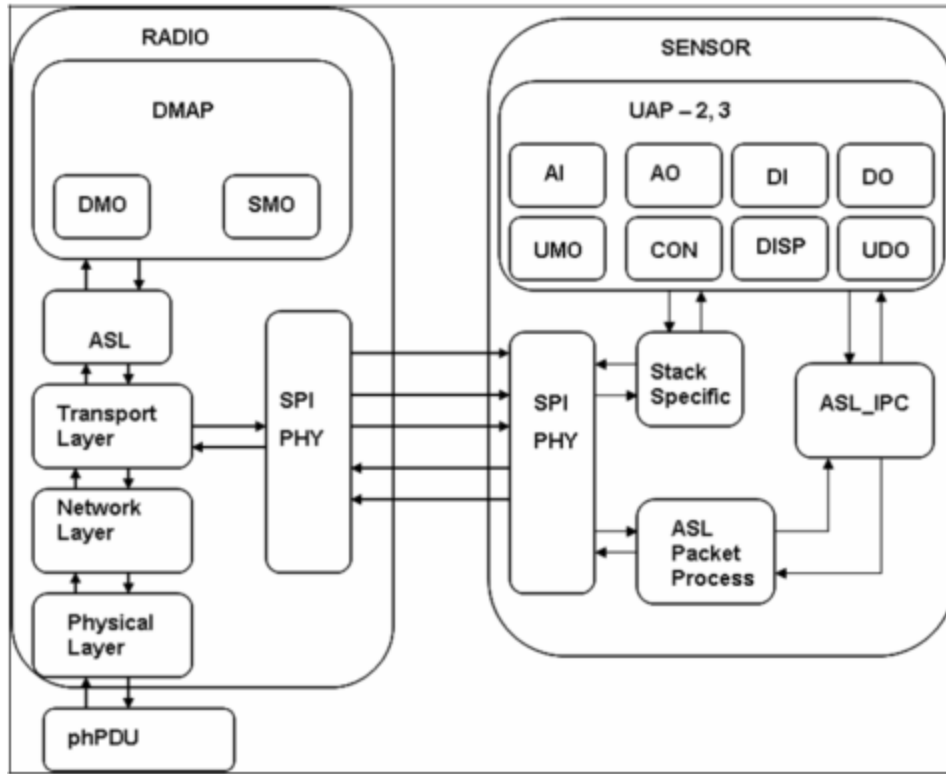 RADIO
DMAP
DMO
SMO
ASL
Transport
Layer
Network
Layer
Physical
Layer
phPDU
SPI
PHY
SENSOR
UAP – 2, 3
AI
AO
DI
DO
UMO
CON
DISP
UDO
SPI
PHY
Stack
Specific
ASL_IPC
ASL
Packet
Process